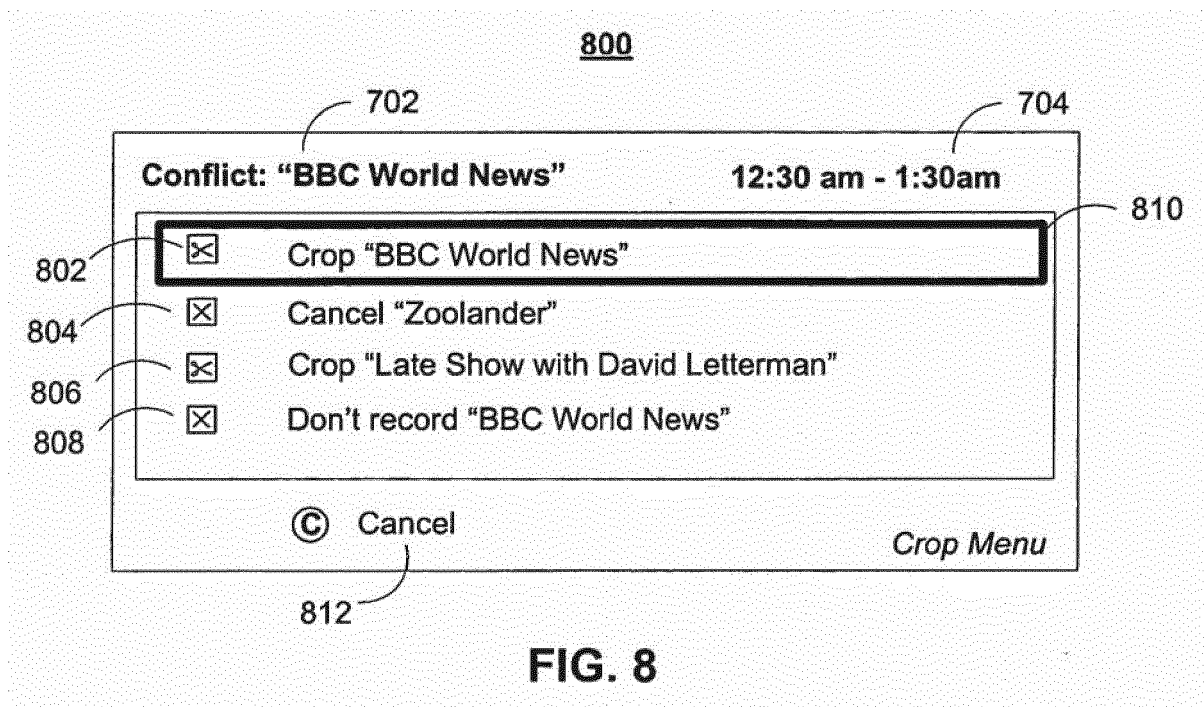 800
702
704
Conflict: “BBC World News”
12:30 am - 1:30am
810
802
Crop “BBC World News”
804
Cancel “Zoolander”
806
Crop “Late Show with David Letterman”
808
Don’t record “BBC World News”
Ⓒ Cancel
Crop Menu
812
FIG. 8